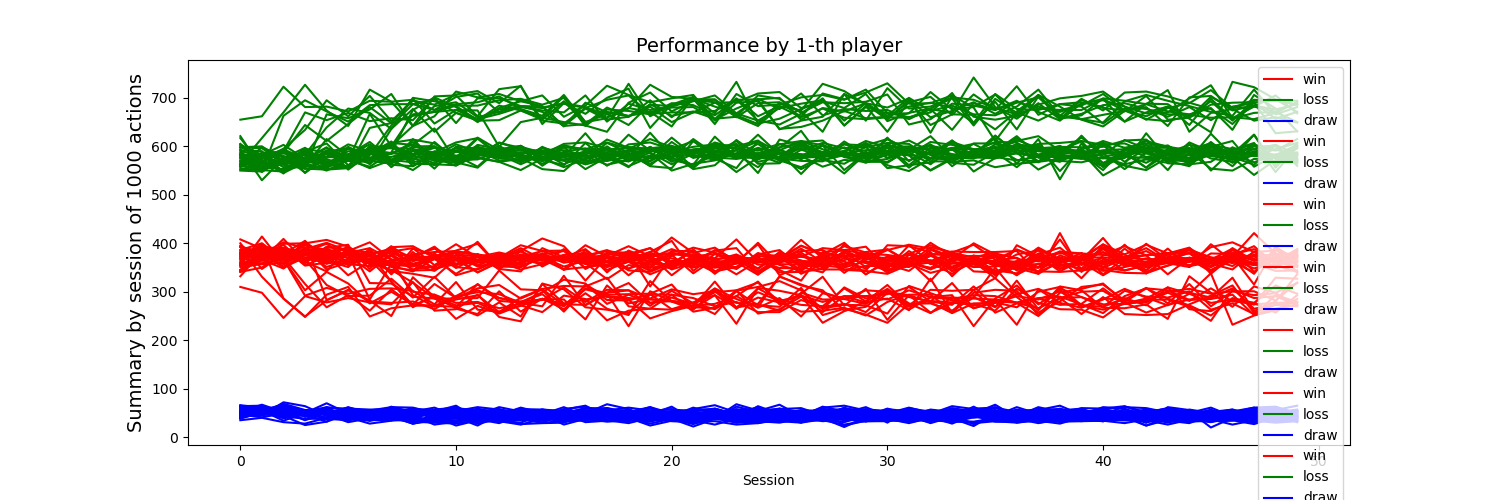 Performance by 1-th player
Summary by session of 1000 actions
700
600
500
400
300
200
100
0
0
10
20
30
40
50
Session
win
loss
draw
win
loss
draw
win
loss
draw
win
loss
draw
win
loss
draw
win
loss
draw
win
loss
draw